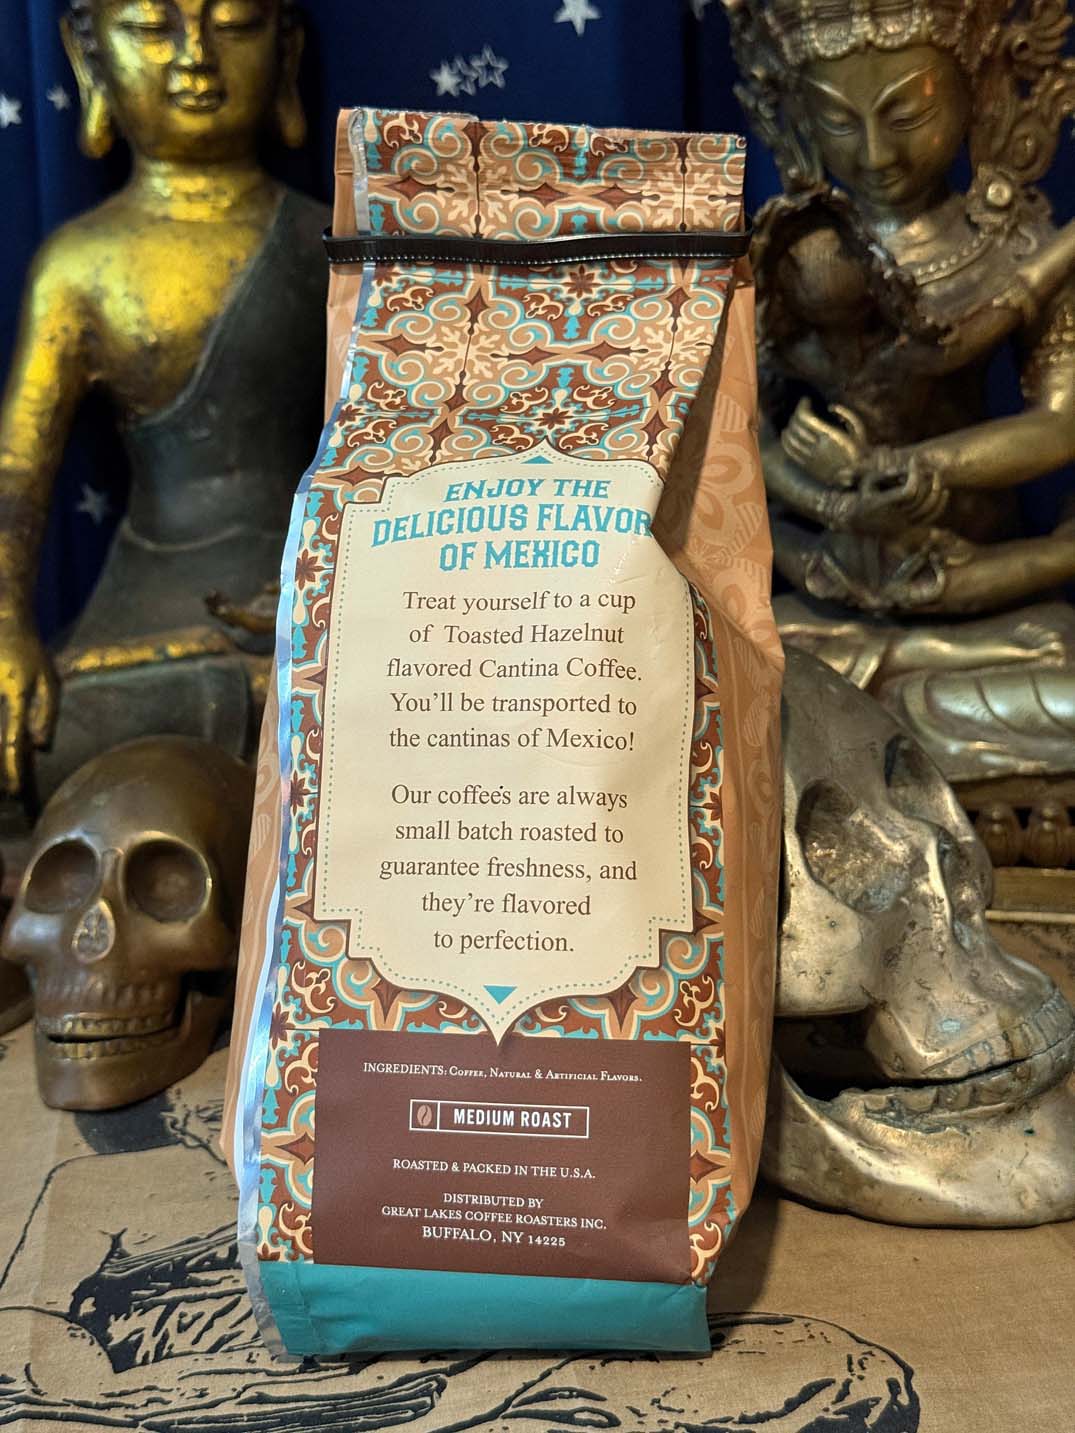 ENJOY THE
DELICIOUS FLAVOR
OF MEXICO
Treat yourself to a cup
of Toasted Hazelnut
flavored Cantina Coffee.
You'll be transported to
the cantinas of Mexico!
Our coffee's are always
small batch roasted to
guarantee freshness, and
they're flavored
to perfection.
INGREDIENTS: COFFEE, NATURAL & ARTIFICIAL FLAVORS.
MEDIUM ROAST
ROASTED & PACKED IN THE U.S.A.
DISTRIBUTED BY
GREAT LAKES COFFEE ROASTERS INC.
BUFFALO, NY 14225